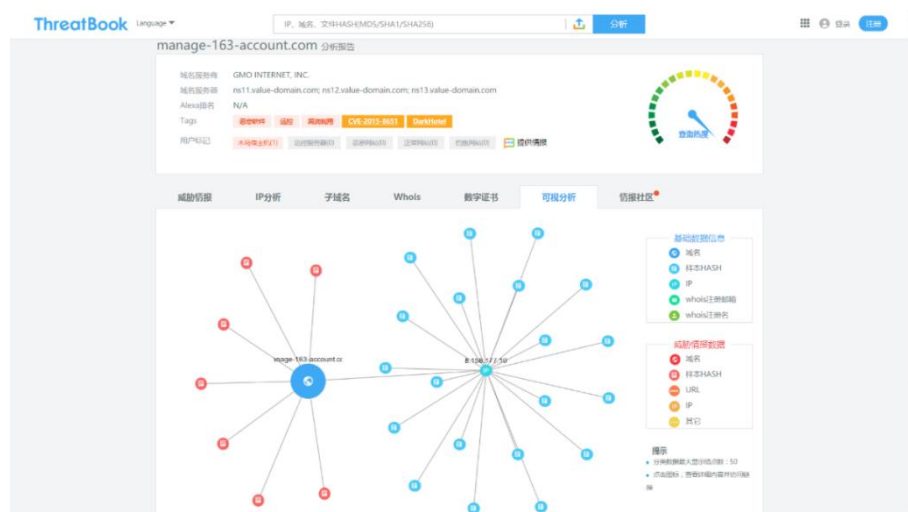 ThreatBook
Language
IP、域名、文件HASH(MD5/SHA1/SHA256)
分析
登录
注册
manage-163-account.com 分析报告
域名服务商 GMO INTERNET, INC.
域名服务器 ns11.value-domain.com; ns12.value-domain.com; ns13.value-domain.com
Alexa排名 N/A
Tags 远控 漏洞利用 CVE-2015-8651 DarkHotel
用户标记 提供情报
查询热度
威胁情报 IP分析 子域名 Whois 数字证书 可视分析 情报社区
基础数据信息
域名
样本HASH
IP
whois注册邮箱
whois注册名
威胁情报数据
域名
样本HASH
URL
IP
其它
提示